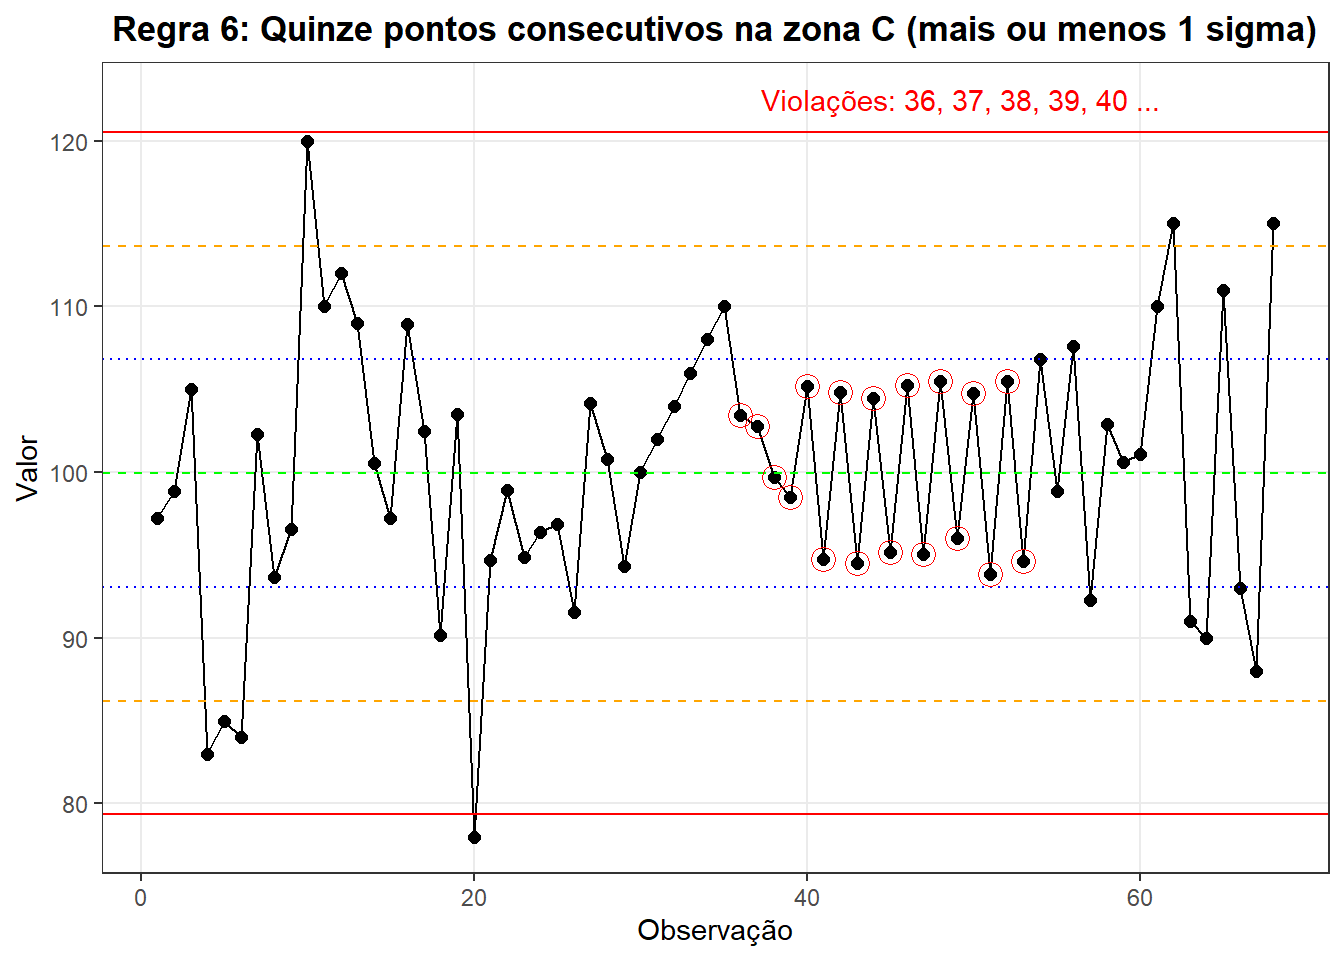 Regra 6: Quinze pontos consecutivos na zona C (mais ou menos 1 sigma)
Violações: 36, 37, 38, 39, 40 ...
120
110
100
90
80
Valor
0
20
40
60
Observação